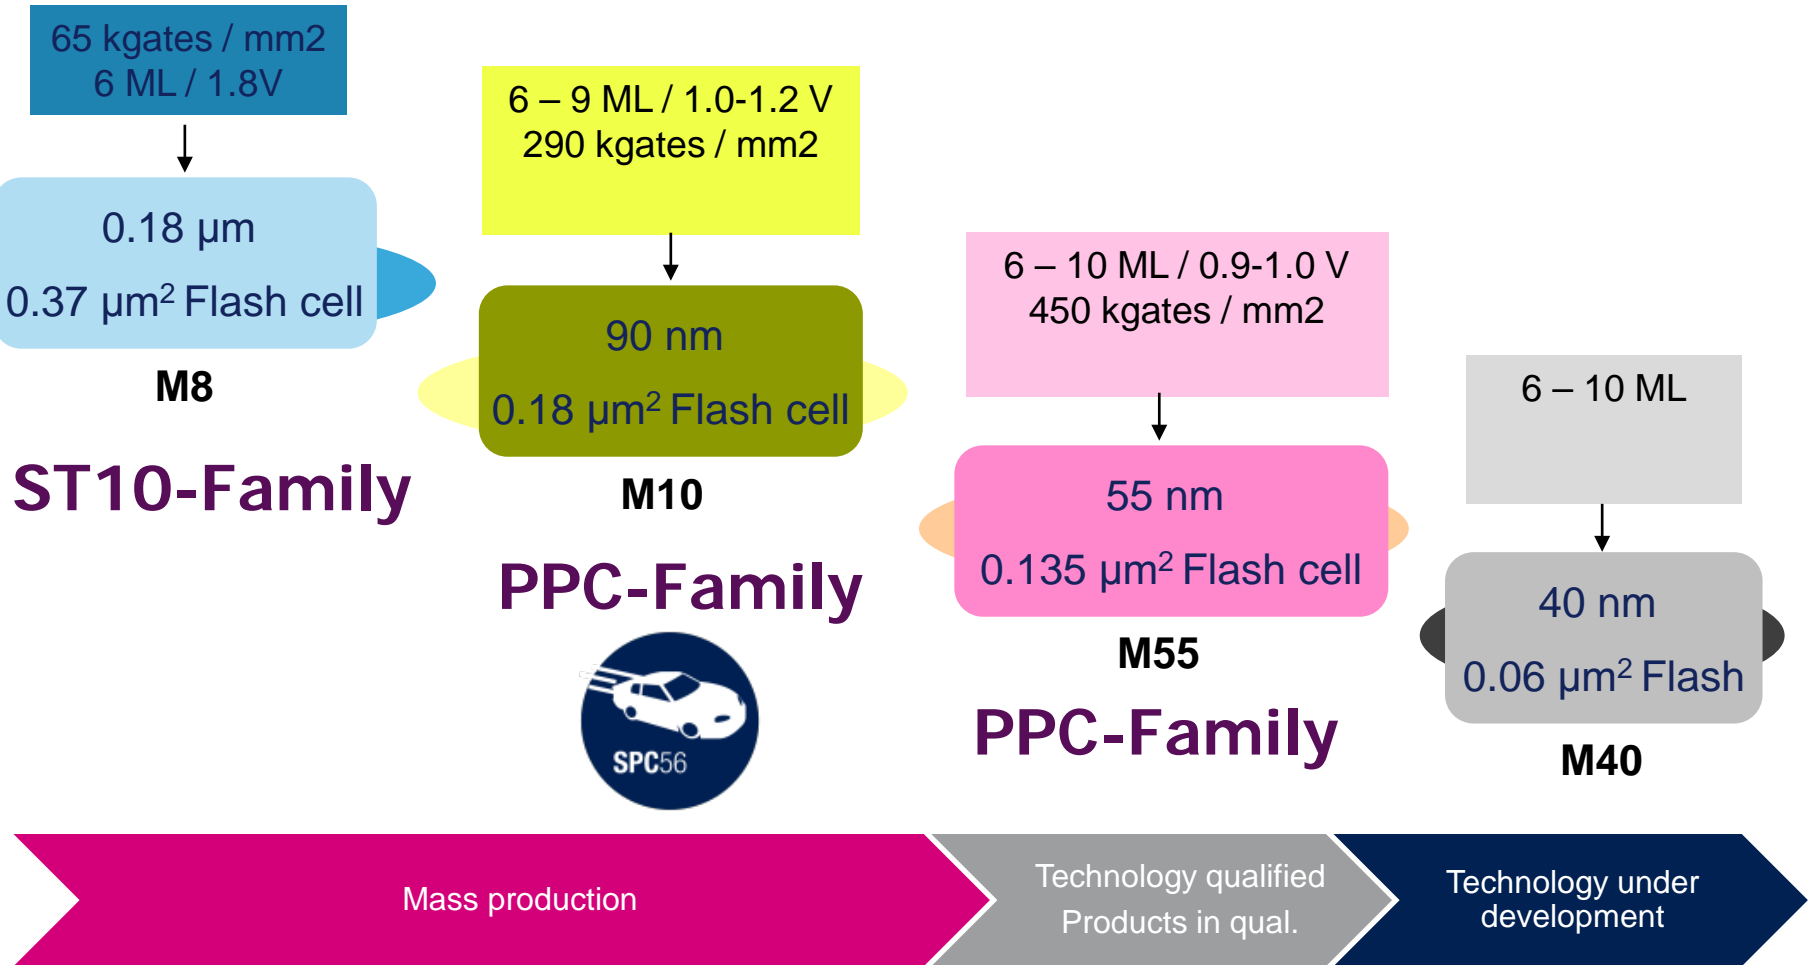 65 kgates / mm2
6 ML / 1.8V
0.18 µm
0.37 µm² Flash cell
M8
ST10-Family
6 – 9 ML / 1.0-1.2 V
290 kgates / mm2
90 nm
0.18 µm² Flash cell
M10
PPC-Family
SPC56
6 – 10 ML / 0.9-1.0 V
450 kgates / mm2
55 nm
0.135 µm² Flash cell
M55
PPC-Family
6 – 10 ML
40 nm
0.06 µm² Flash
M40
Mass production
Technology qualified
Products in qual.
Technology under
development